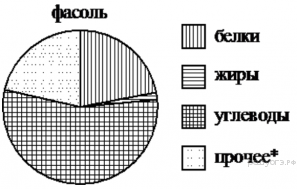 фасоль
белки
жиры
углеводы
прочее*